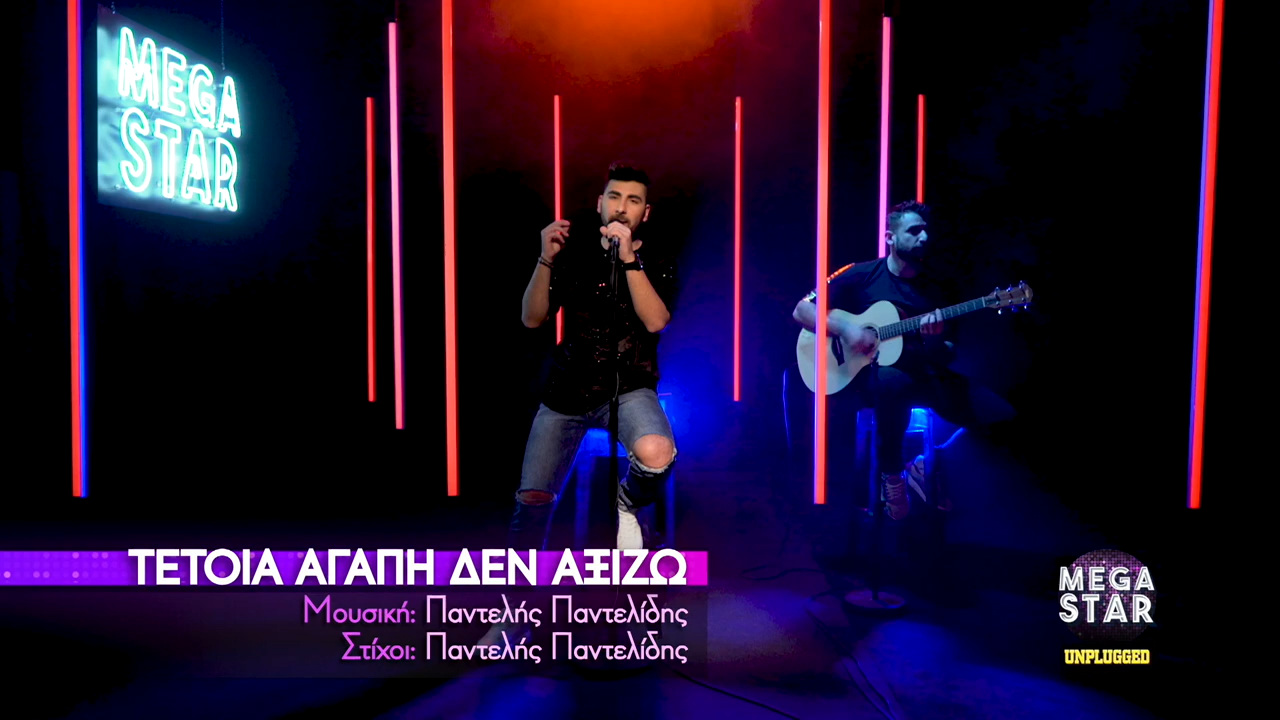 MEGA
STAR
ΤΕΤΟΙΑ ΑΓΑΠΗ ΔΕΝ ΑΞΙΖΩ
Μουσική: Παντελής Παντελίδης
Στίχοι: Παντελής Παντελίδης
MEGA
STAR
UNPLUGGED